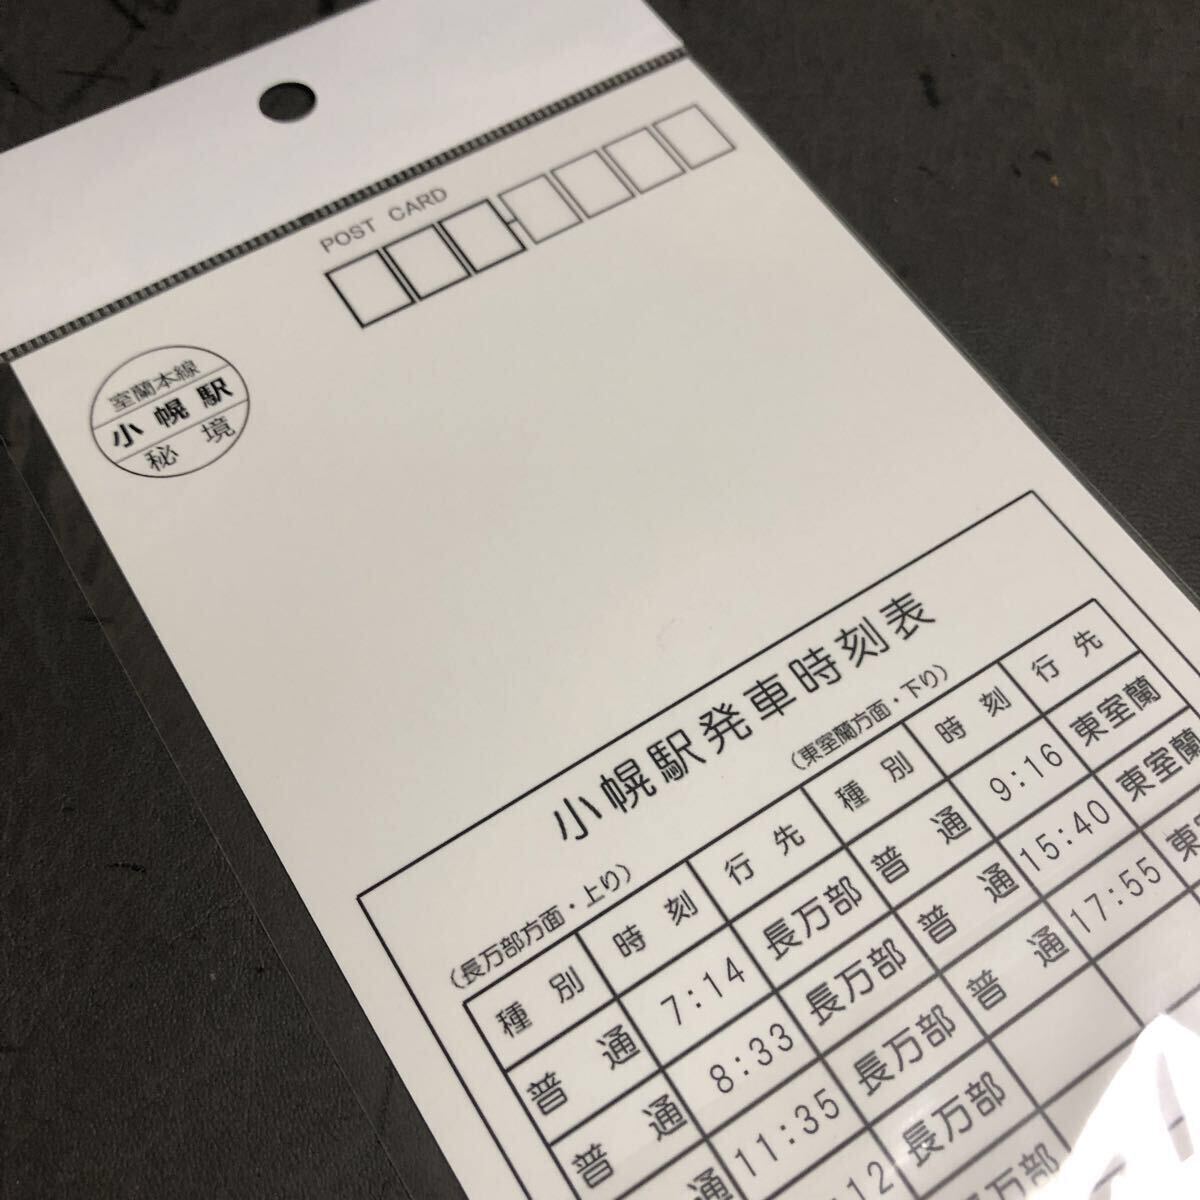 POST CARD
室蘭本線
小幌駅
秘境
小幌駅発車時刻表
(長万部方面・上り) (東室蘭方面・下り)
種別 時刻 行先 種別 時刻 行先
普通 7:14 長万部 普通 9:16 東室蘭
普通 8:33 長万部 普通 15:40 東室蘭
通 11:35 長万部 普通 17:55 東
12 長万部